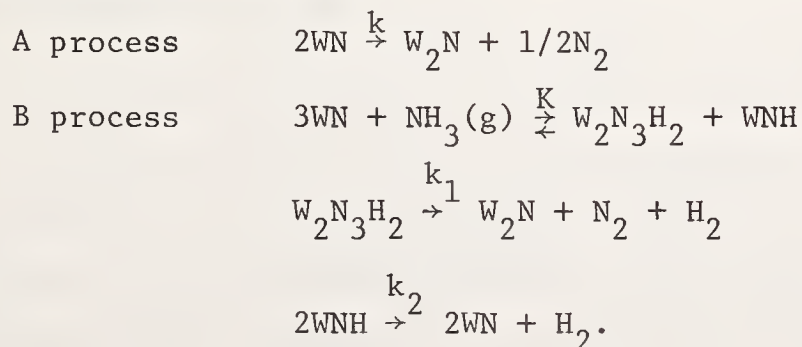 A process 2WN k→ W₂N + 1/2N₂
B process 3WN + NH₃(g) K⇄ W₂N₃H₂ + WNH
W₂N₃H₂ k₁→ W₂N + N₂ + H₂
2WNH k₂→ 2WN + H₂.